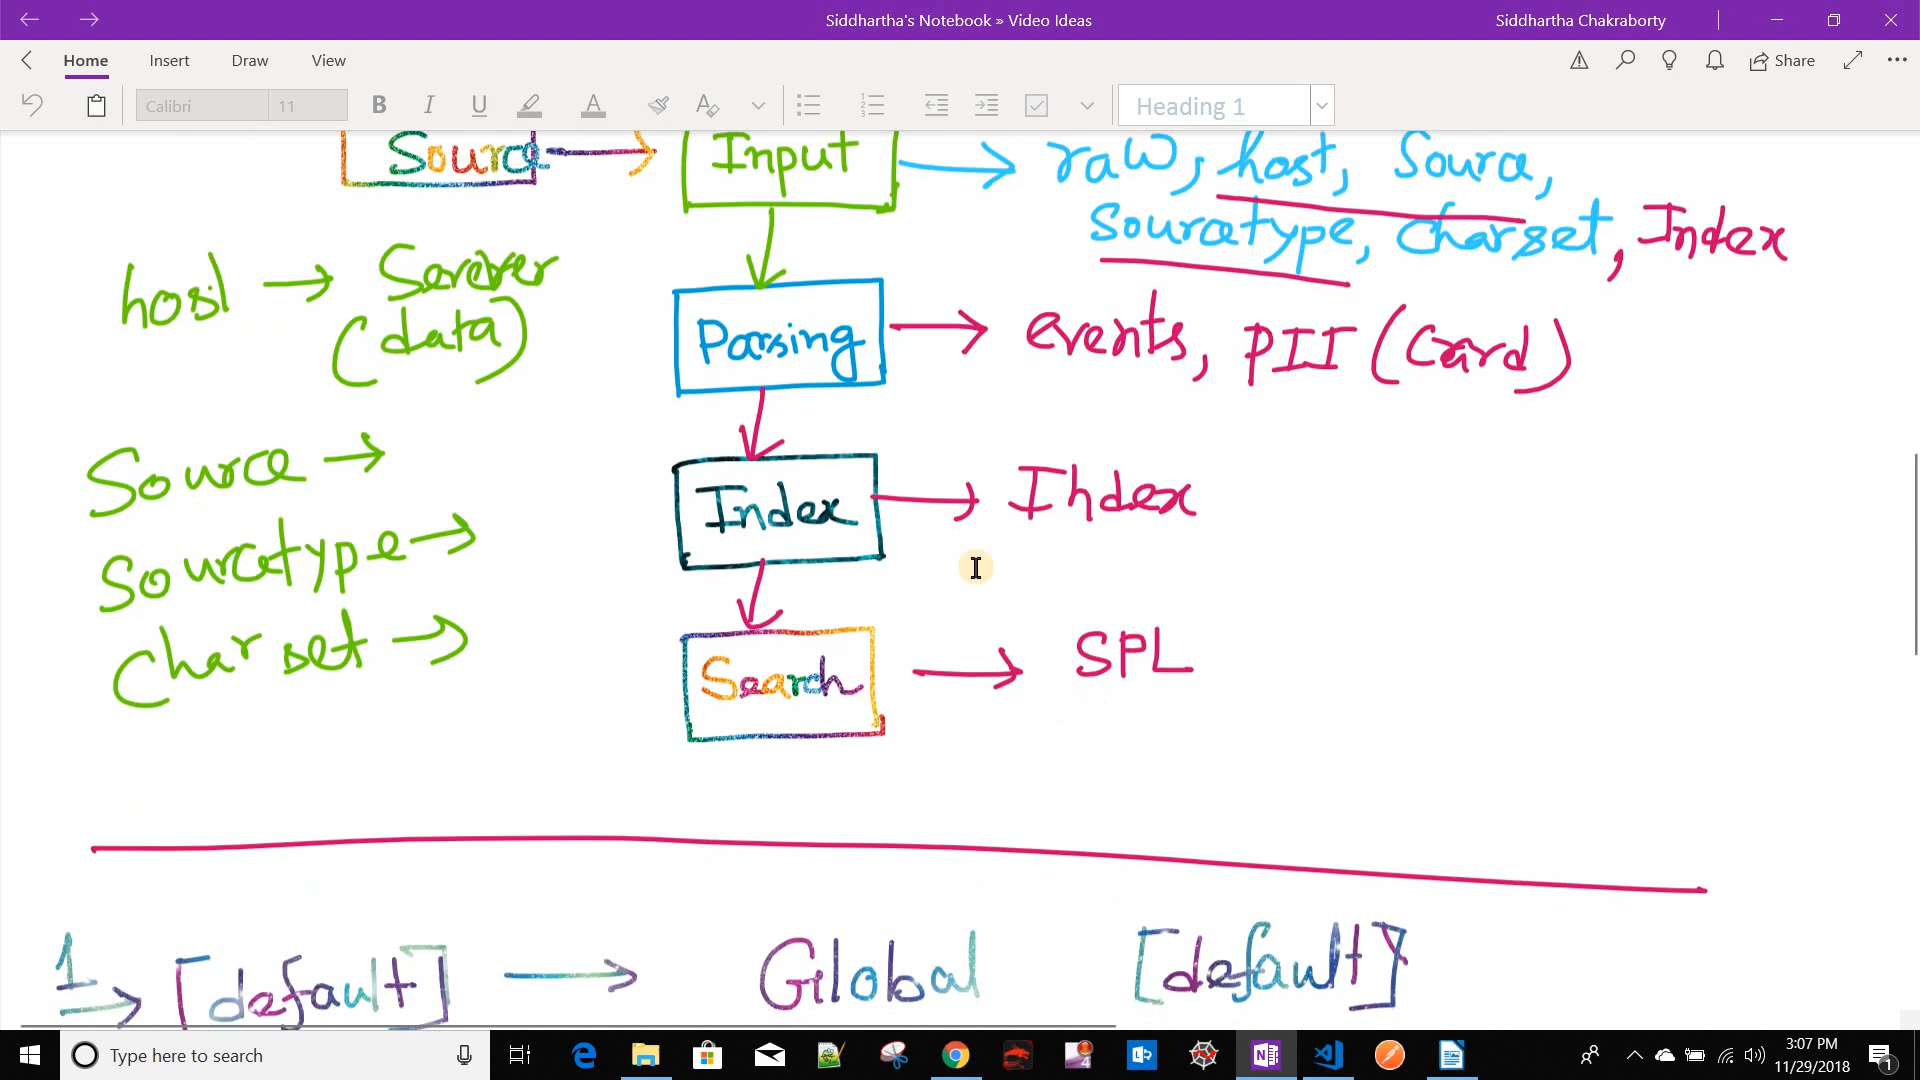 Siddhartha's Notebook » Video Ideas
Siddhartha Chakraborty
Home Insert Draw View
Share
Calibri 11 B I U A Heading 1
Source Input raw, host, Source,
Sourcetype, Charset, Index
host → Server
(data)
Parsing events, PII (Card)
Source →
Index Index
Sourcetype →
Charset →
Search SPL
1 → [default] → Global [default]
Type here to search
3:07 PM
11/29/2018
1